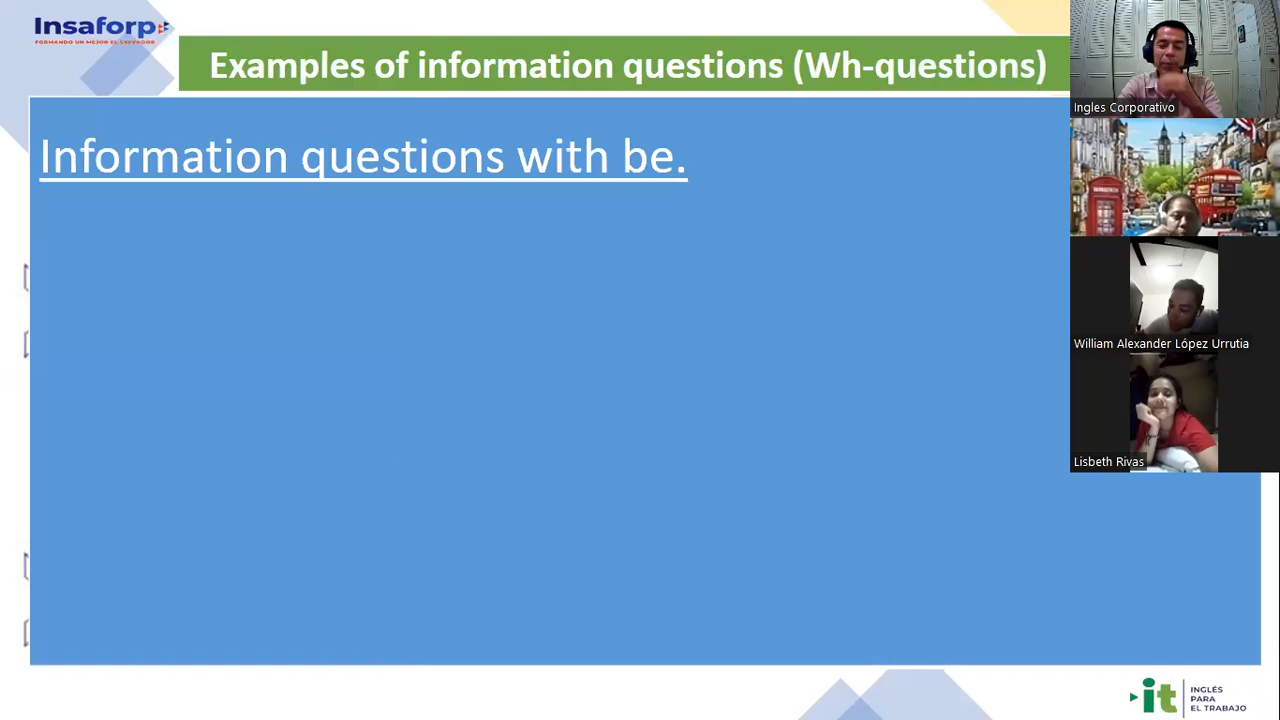 Insaforp
FORMANDO UN MEJOR EL SALVADOR
Examples of information questions (Wh-questions)
Information questions with be.
Ingles Corporativo
William Alexander López Urrutia
Lisbeth Rivas
it
INGLÉS
PARA
EL TRABAJO